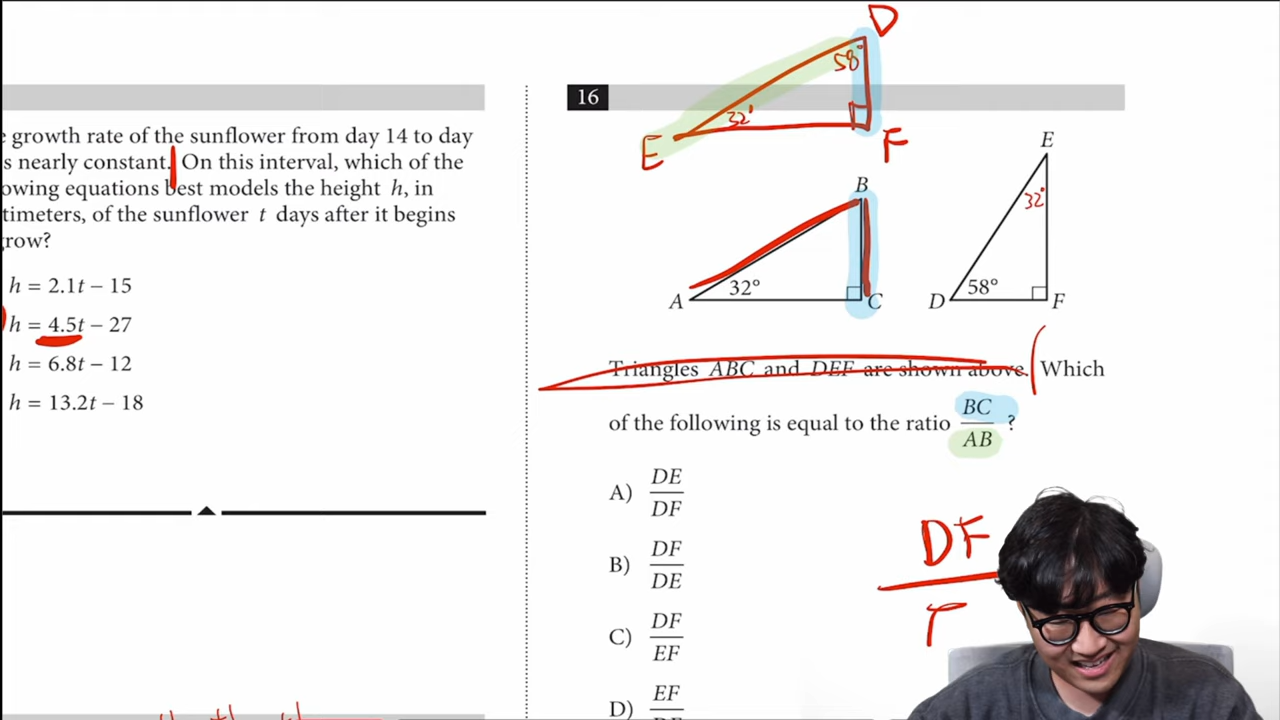 e growth rate of the sunflower from day 14 to day
s nearly constant. On this interval, which of the
owing equations best models the height h, in
timeters, of the sunflower t days after it begins
row?
h = 2.1t – 15
h = 4.5t – 27
h = 6.8t – 12
h = 13.2t – 18
16
D
58°
32°
E
F
B
A
32°
C
E
32°
D
58°
F
Triangles ABC and DEF are shown above. Which
of the following is equal to the ratio BC/AB ?
A) DE/DF
B) DF/DE
C) DF/EF
D) EF
DF